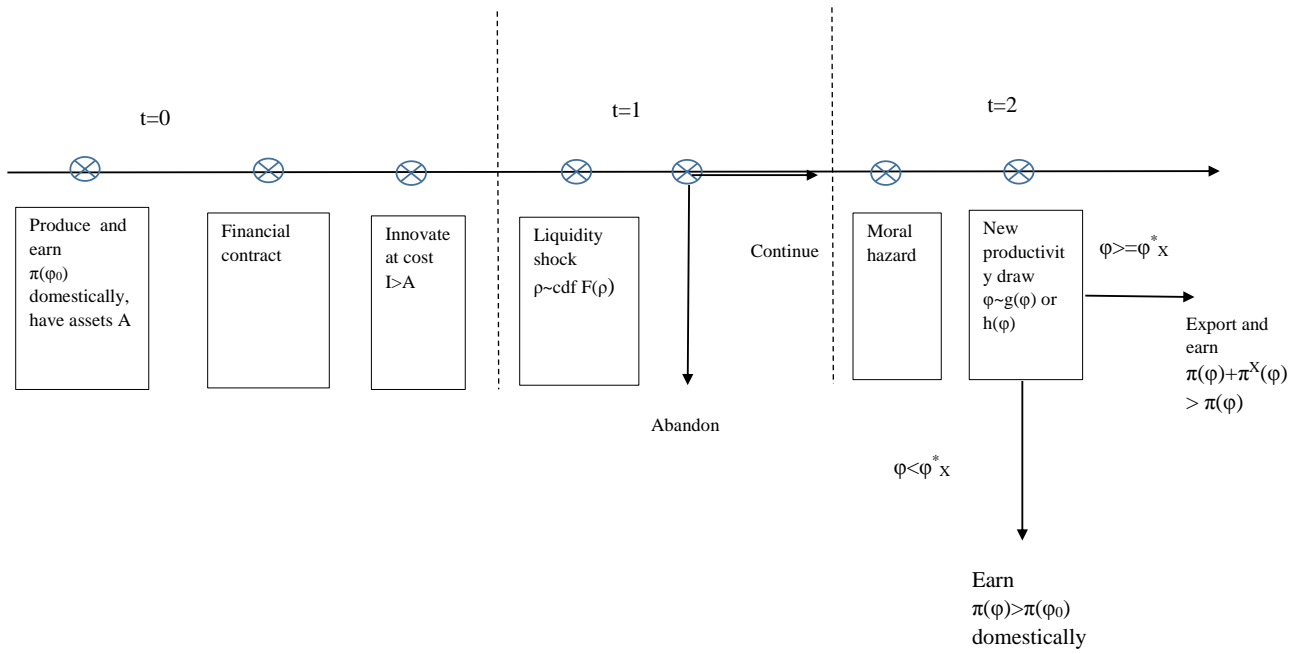 t=0
t=1
t=2
Produce and
earn
π(φ₀)
domestically,
have assets A
Financial
contract
Innovate
at cost
I>A
Liquidity
shock
ρ~cdf F(ρ)
Continue
Abandon
Moral
hazard
New
productivit
y draw
φ~g(φ) or
h(φ)
φ>=φ*x
Export and
earn
π(φ)+πX(φ)
> π(φ)
φ<φ*x
Earn
π(φ)>π(φ₀)
domestically